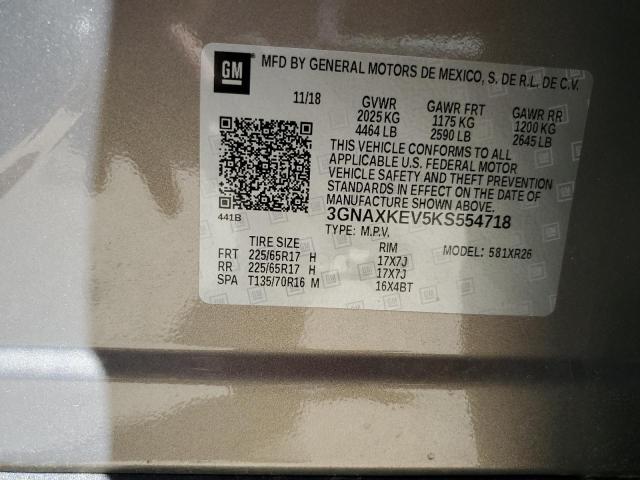 GM MFD BY GENERAL MOTORS DE MEXICO, S. DE R.L. DE C.V.
11/18 GVWR GAWR FRT GAWR RR
2025 KG 1175 KG 1200 KG
4464 LB 2590 LB 2645 LB
THIS VEHICLE CONFORMS TO ALL
APPLICABLE U.S. FEDERAL MOTOR
VEHICLE SAFETY AND THEFT PREVENTION
STANDARDS IN EFFECT ON THE DATE OF
MANUFACTURE SHOWN ABOVE.
441B 3GNAXKEV5KS554718
TYPE: M.P.V.
TIRE SIZE RIM MODEL: 581XR26
FRT 225/65R17 H 17X7J
RR 225/65R17 H 17X7J
SPA T135/70R16 M 16X4BT